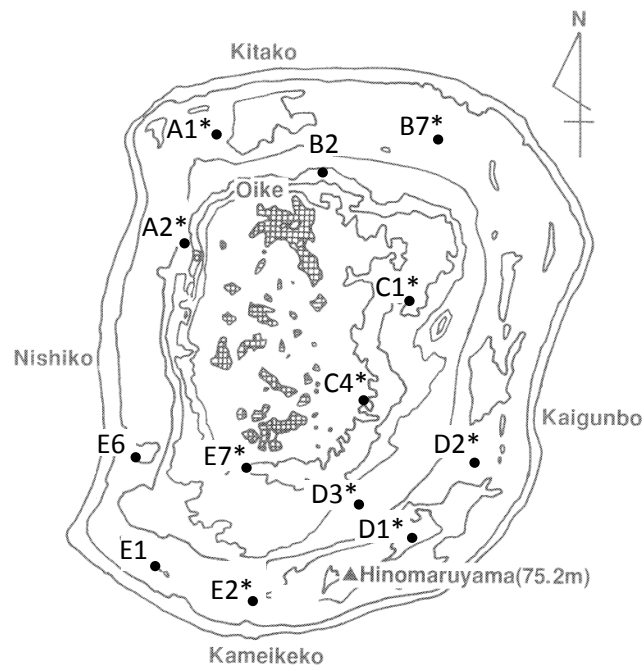 Kitako
N
A1*
B2
B7*
Oike
A2*
C1*
Nishiko
C4*
Kaigunbo
E6
E7*
D2*
D3*
D1*
E1
E2*
Hinomaruyama(75.2m)
Kameikeko